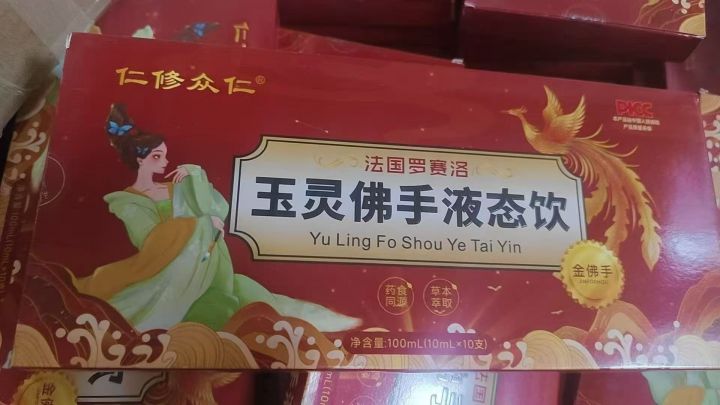 仁修众仁®
PICC
法国罗赛洛
玉灵佛手液态饮
Yu Ling Fo Shou Ye Tai Yin
金佛手
药食
同源
草本
萃取
净含量:100mL(10mL×10支)